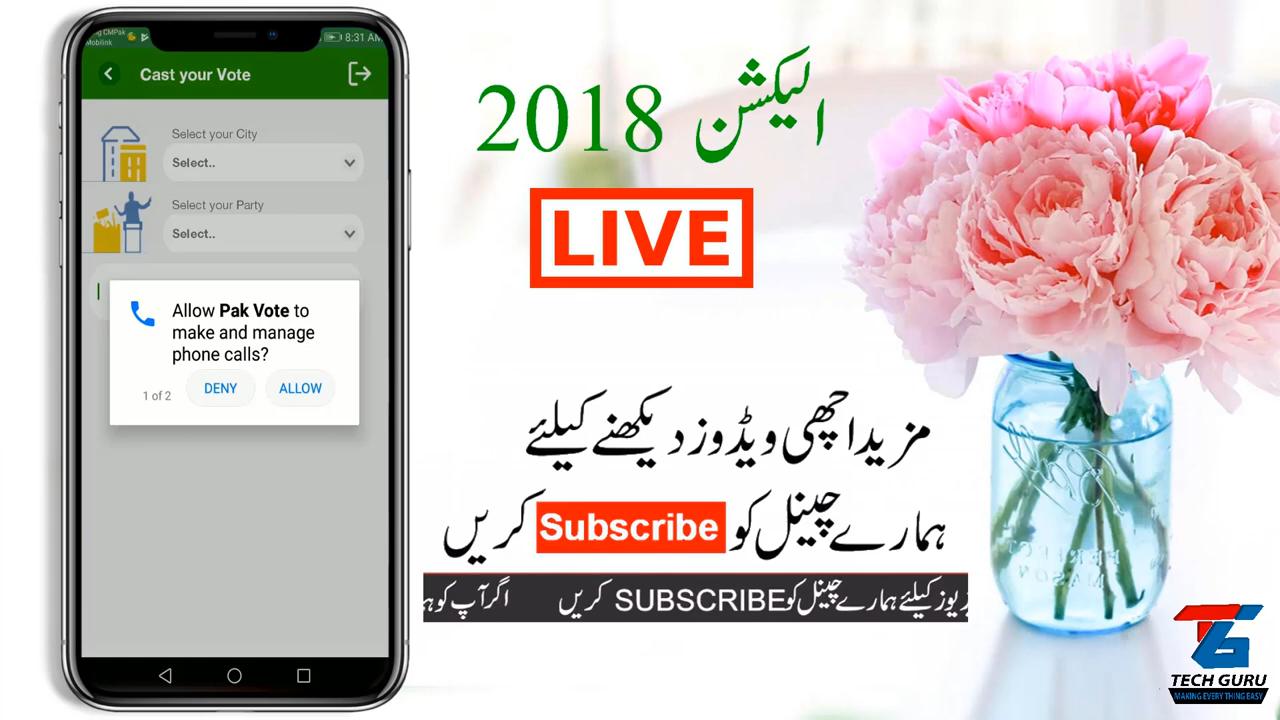 CMPak
Mobilink
8:31 AM
Cast your Vote
Select your City
Select..
Select your Party
Select..
Allow Pak Vote to
make and manage
phone calls?
1 of 2
DENY
ALLOW
الیکشن 2018
LIVE
مزید اچھی ویڈوز دیکھنے کیلئے
ہمارے چینل کو Subscribe کریں
کیلئے ہمارے چینل کو SUBSCRIBE کریں اگر آپ کو
TECH GURU
MAKING EVERY THING EASY